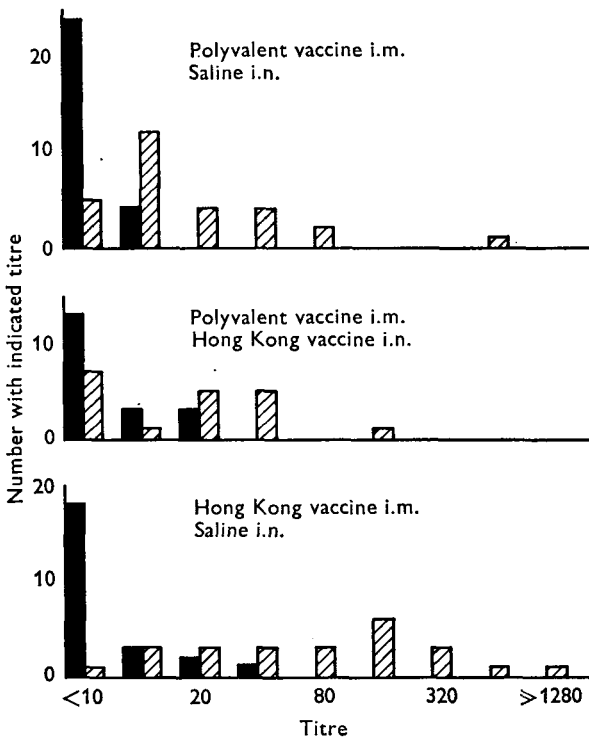 Number with indicated titre
20
10
0
Polyvalent vaccine i.m.
Saline i.n.
10
0
Polyvalent vaccine i.m.
Hong Kong vaccine i.n.
20
10
0
Hong Kong vaccine i.m.
Saline i.n.
<10 20 80 320 ⩾1280
Titre